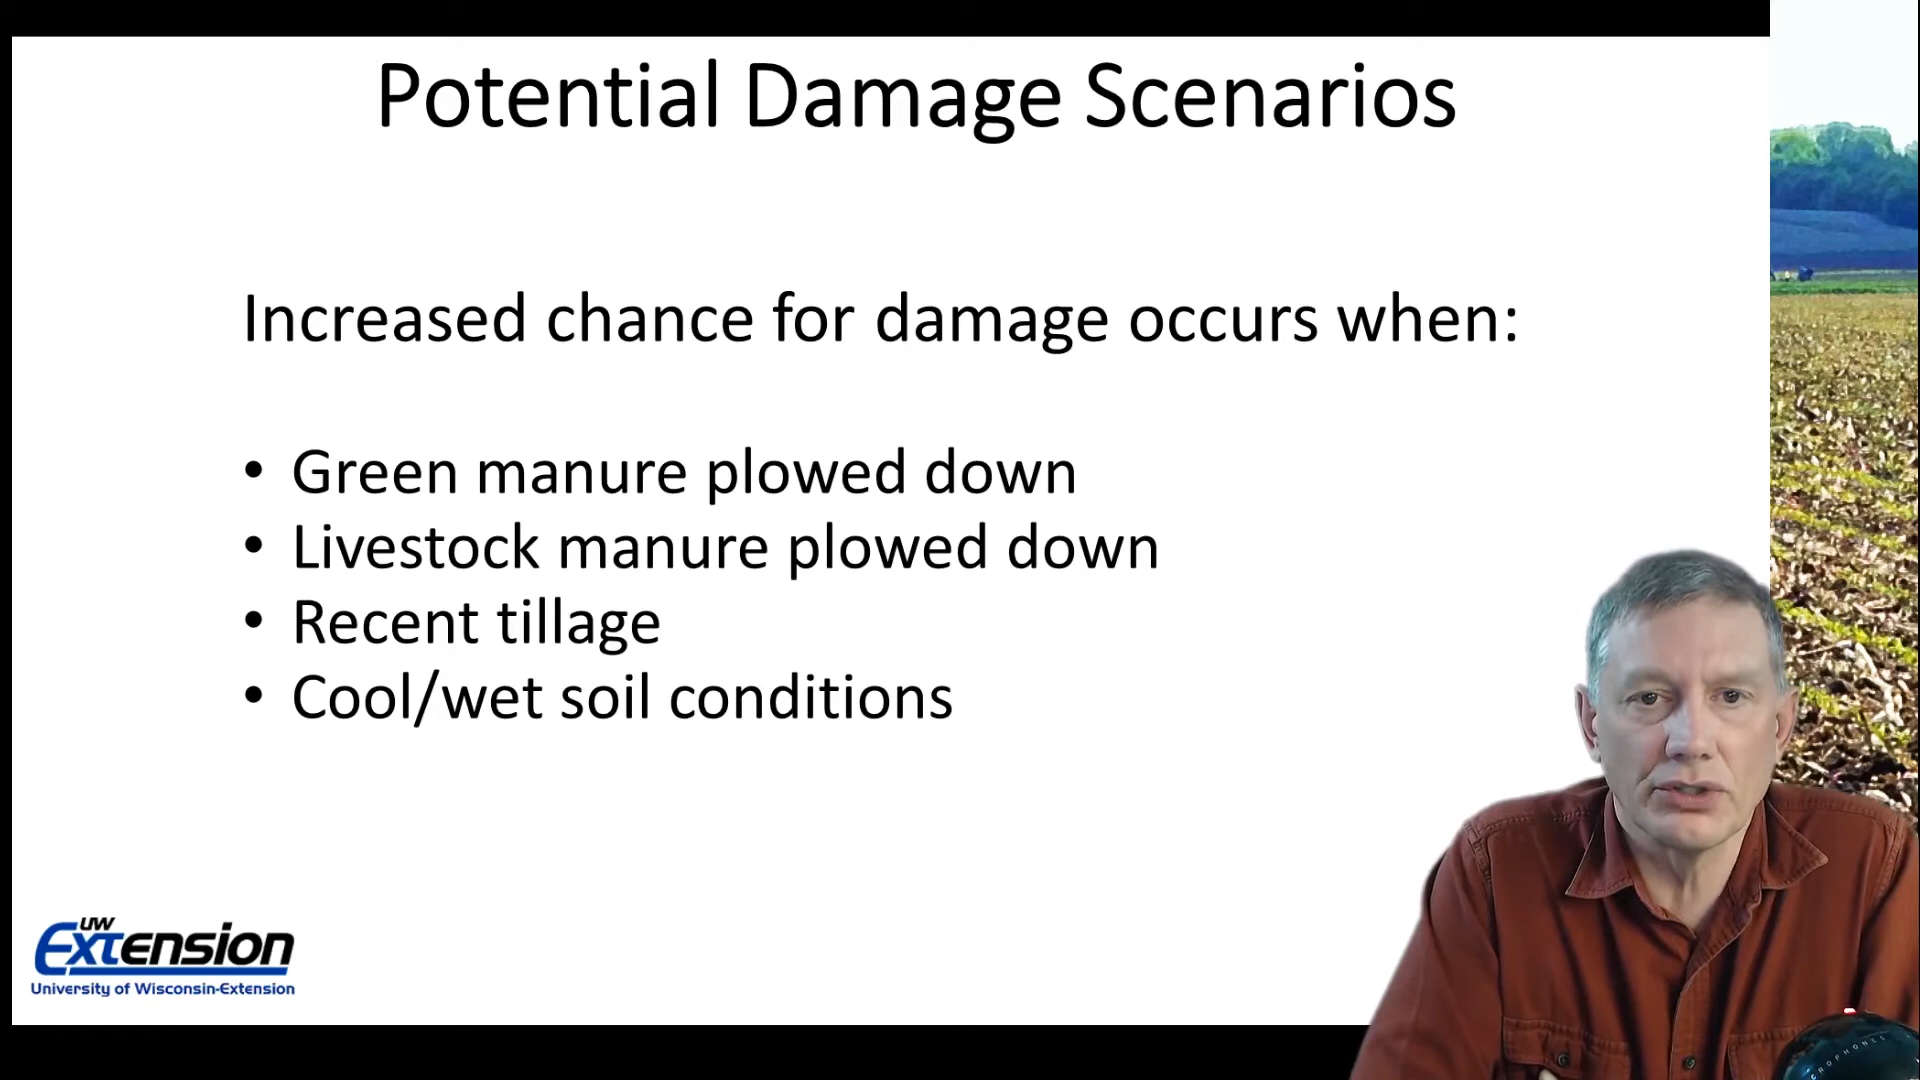 Potential Damage Scenarios
Increased chance for damage occurs when:
• Green manure plowed down
• Livestock manure plowed down
• Recent tillage
• Cool/wet soil conditions
UW
Extension
University of Wisconsin-Extension